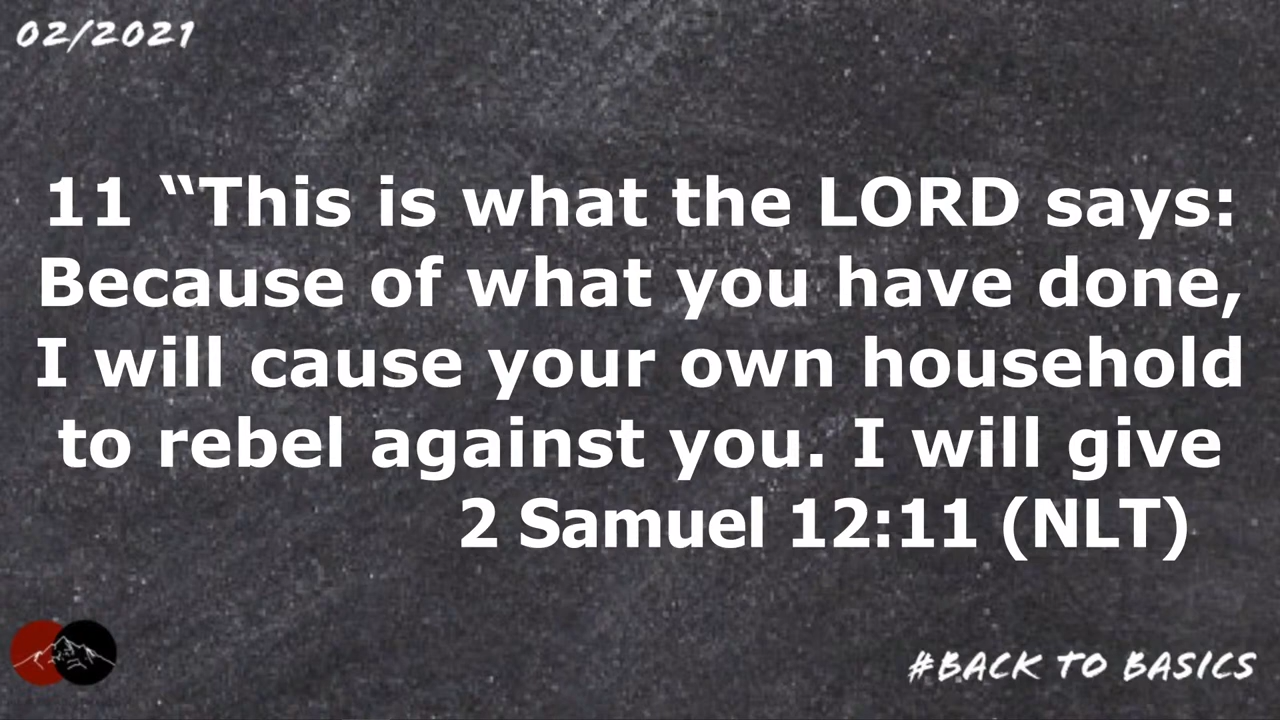 02/2021
11 “This is what the LORD says:
Because of what you have done,
I will cause your own household
to rebel against you. I will give
2 Samuel 12:11 (NLT)
#BACK TO BASICS